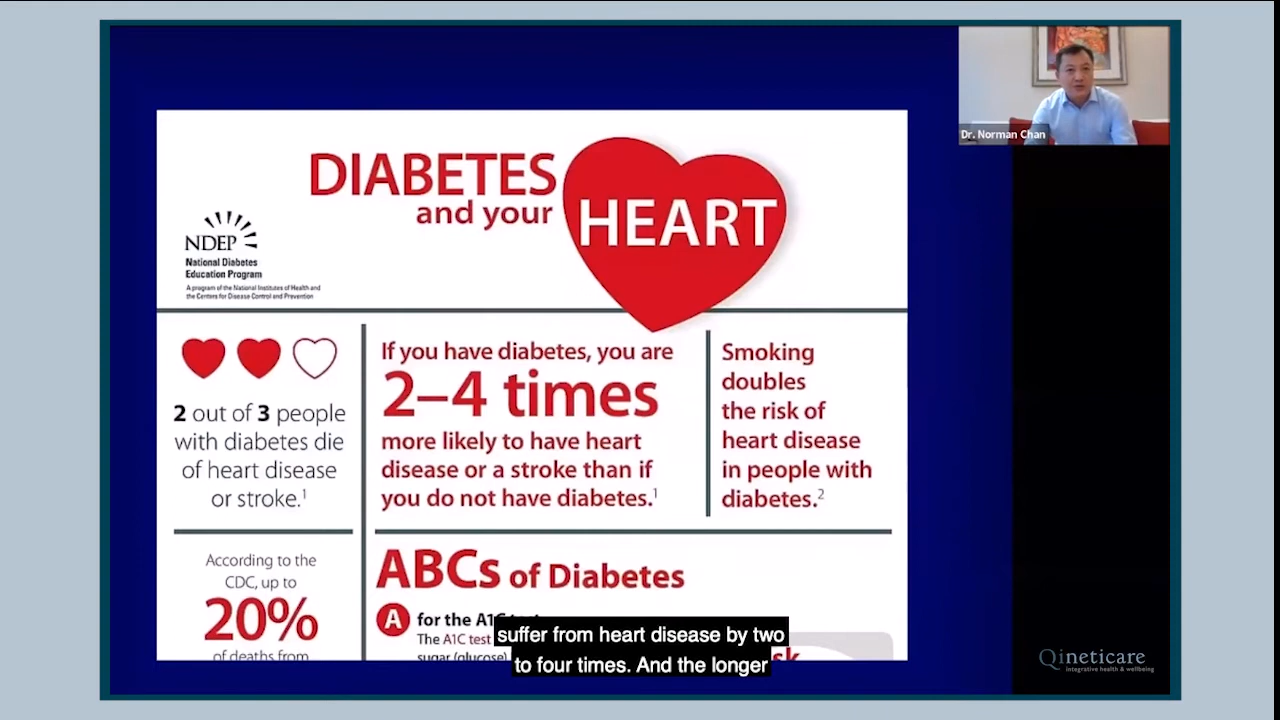 Dr. Norman Chan
DIABETES
and your
HEART
NDEP
National Diabetes
Education Program
A program of the National Institutes of Health and
the Centers for Disease Control and Prevention
2 out of 3 people
with diabetes die
of heart disease
or stroke.1
If you have diabetes, you are
2–4 times
more likely to have heart
disease or a stroke than if
you do not have diabetes.1
Smoking
doubles
the risk of
heart disease
in people with
diabetes.2
According to the
CDC, up to
20%
of deaths from
ABCs of Diabetes
A for the A1C
The A1C test
sugar (glucose)
suffer from heart disease by two
to four times. And the longer
Qineticare
integrative health & wellbeing